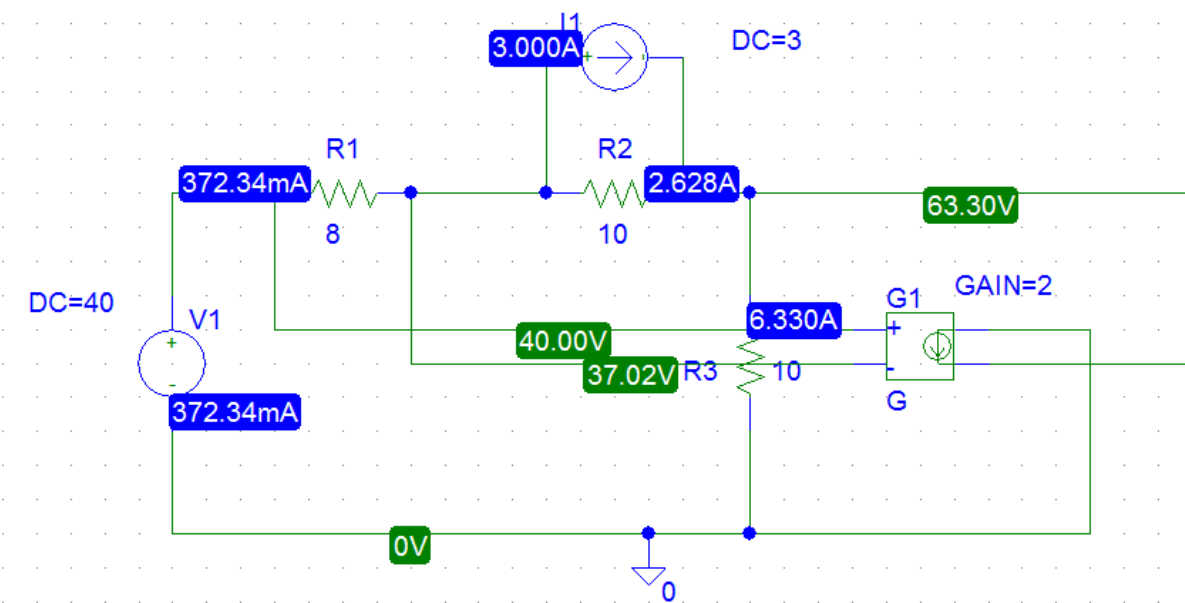 I1
3.000A
+
-
DC=3
R1
R2
372.34mA
2.628A
63.30V
8
10
DC=40
V1
G1
GAIN=2
+
-
6.330A
+
-
40.00V
37.02V
R3
10
G
372.34mA
0V
0